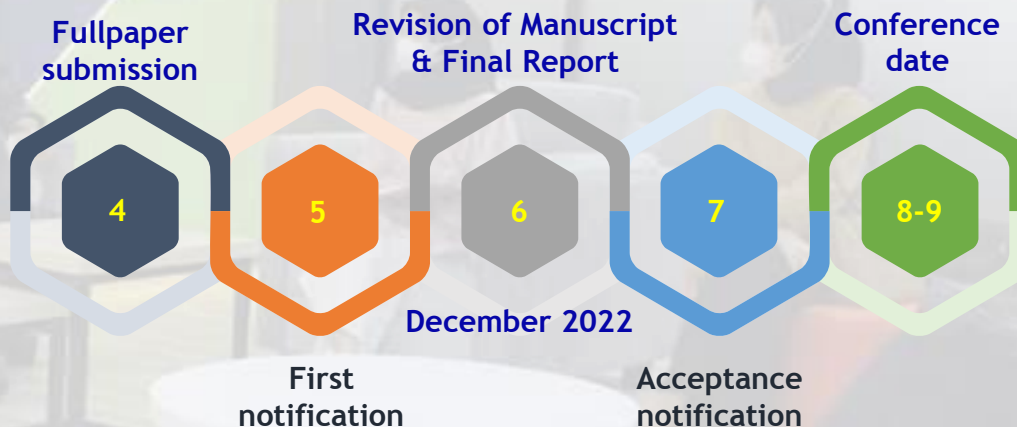 Fullpaper
submission
Revision of Manuscript
& Final Report
Conference
date
4
5
6
7
8-9
December 2022
First
notification
Acceptance
notification